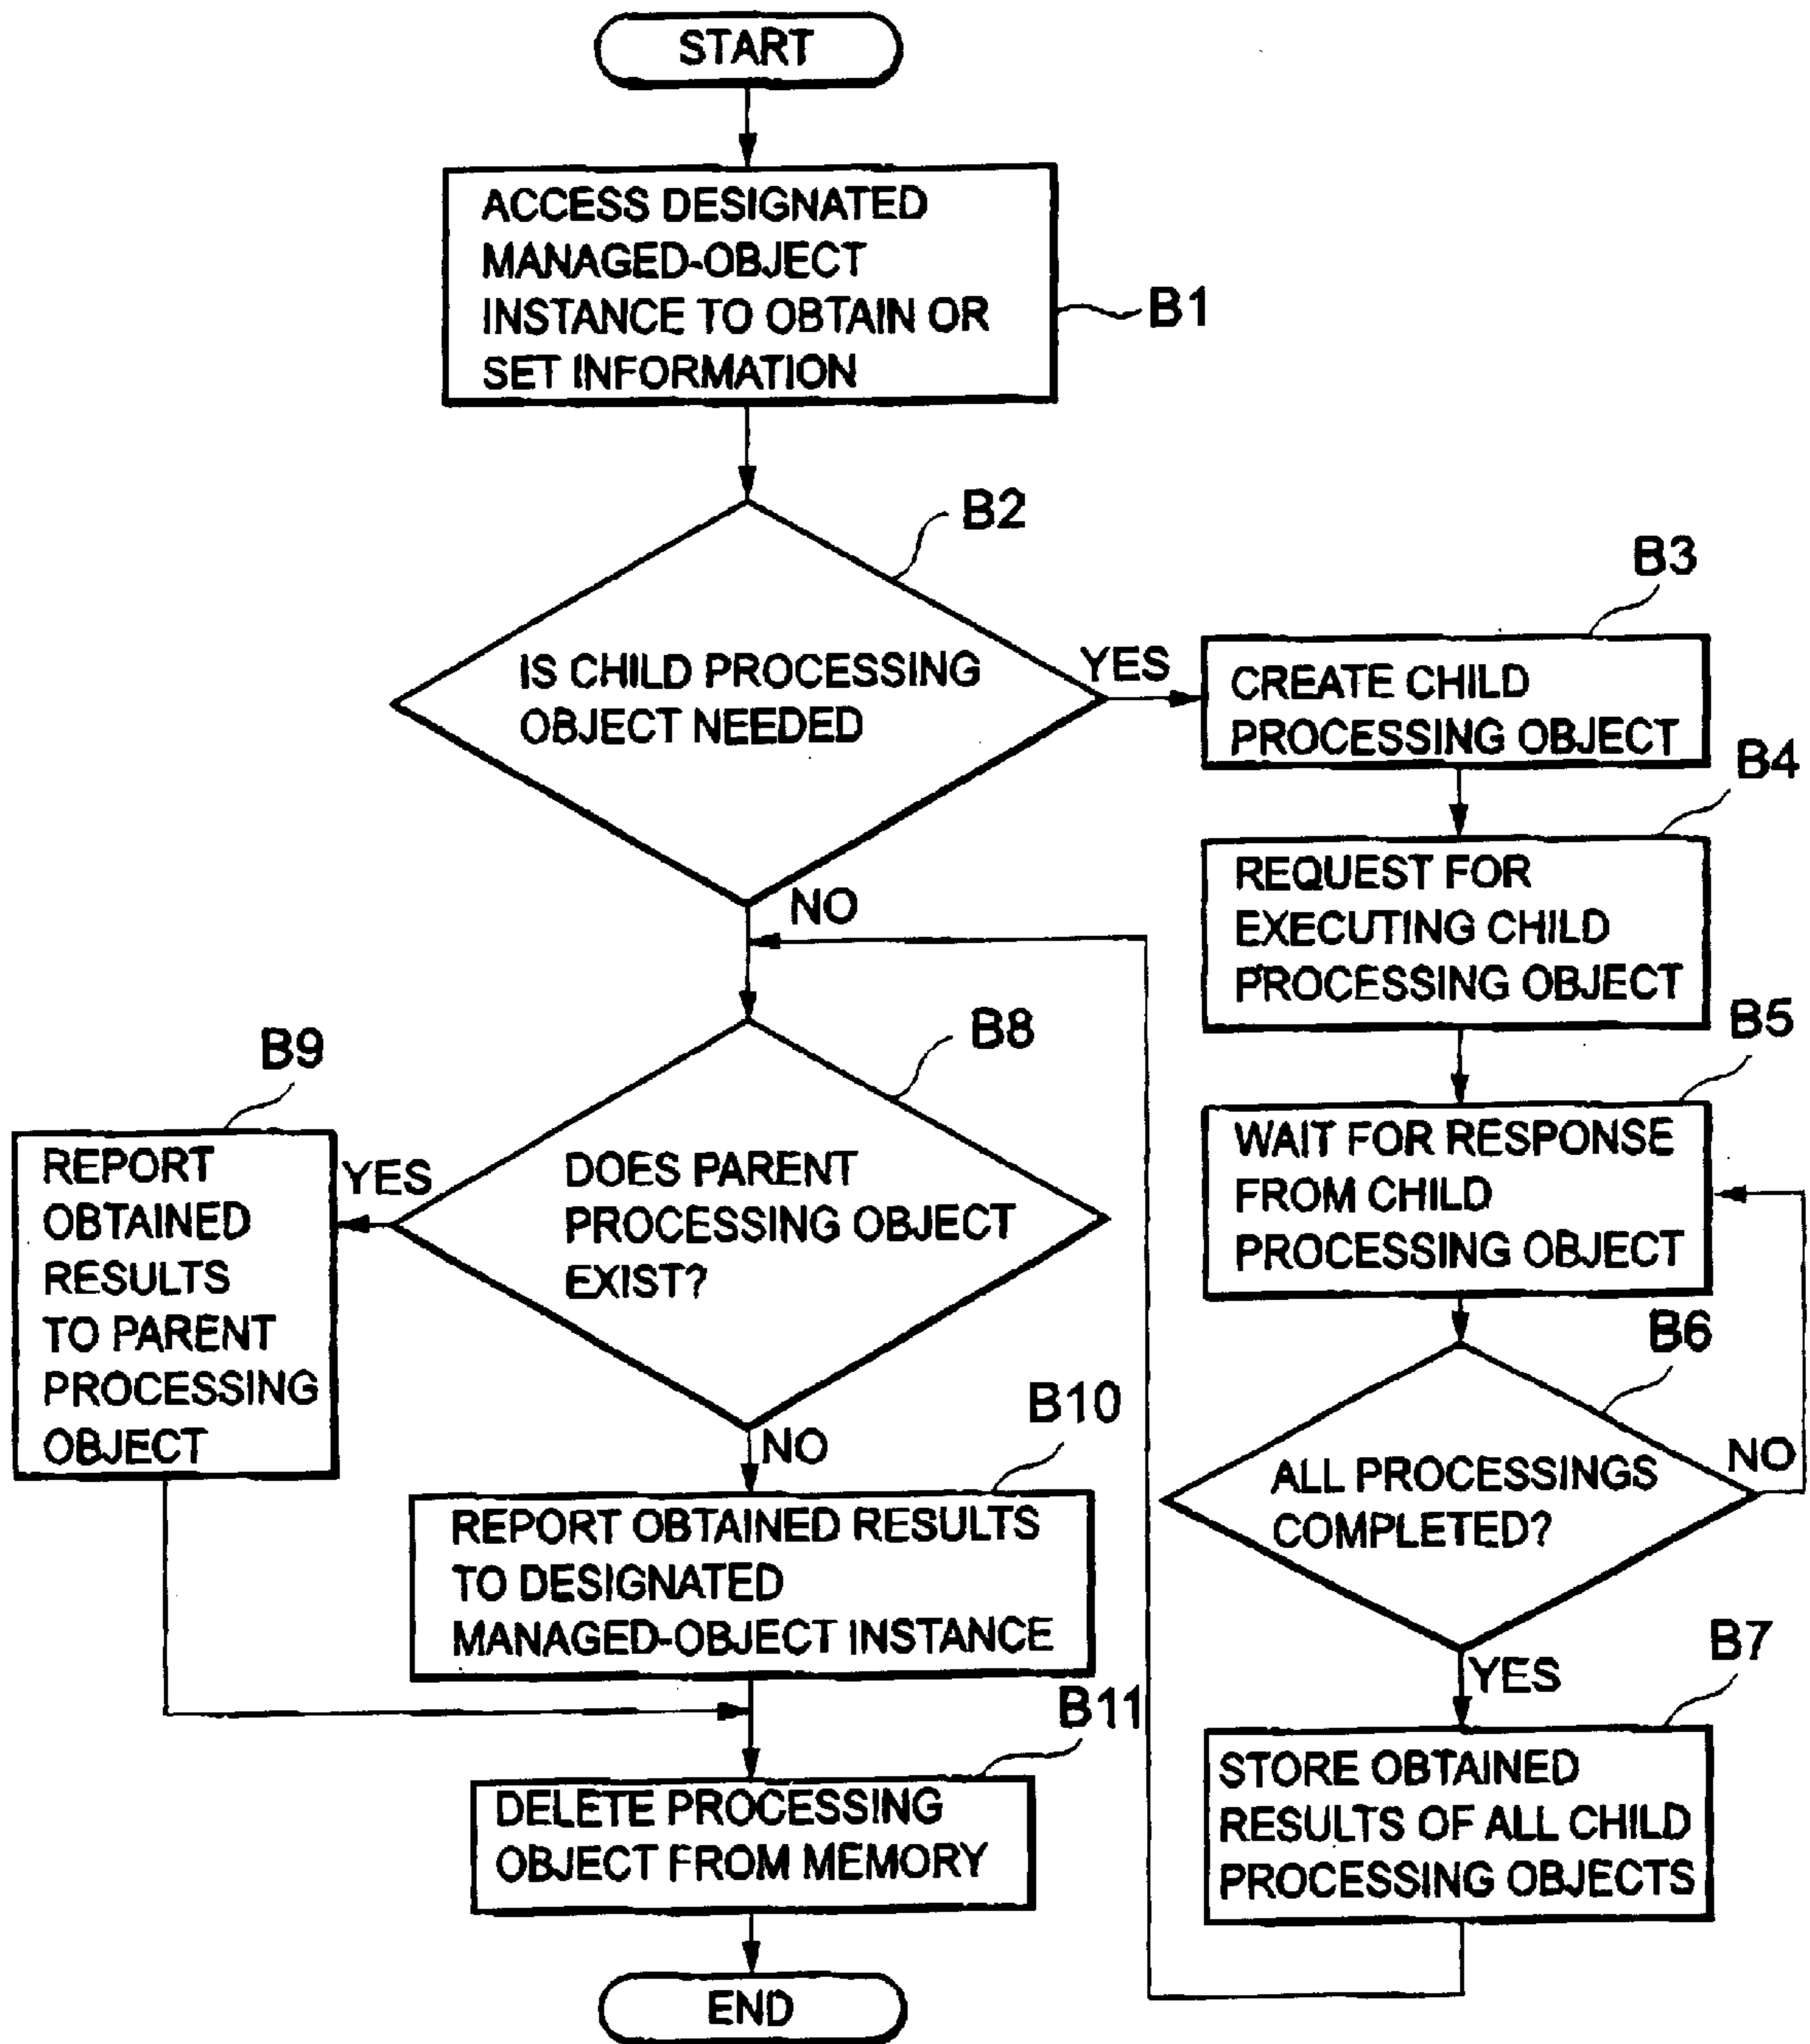 START
ACCESS DESIGNATED
MANAGED-OBJECT
INSTANCE TO OBTAIN OR
SET INFORMATION
B1
B2
IS CHILD PROCESSING
OBJECT NEEDED
YES
NO
B3
CREATE CHILD
PROCESSING OBJECT
B4
REQUEST FOR
EXECUTING CHILD
PROCESSING OBJECT
B5
WAIT FOR RESPONSE
FROM CHILD
PROCESSING OBJECT
B6
ALL PROCESSINGS
COMPLETED?
NO
YES
B7
STORE OBTAINED
RESULTS OF ALL CHILD
PROCESSING OBJECTS
B8
DOES PARENT
PROCESSING OBJECT
EXIST?
YES
NO
B9
REPORT
OBTAINED
RESULTS
TO PARENT
PROCESSING
OBJECT
B10
REPORT OBTAINED RESULTS
TO DESIGNATED
MANAGED-OBJECT INSTANCE
B11
DELETE PROCESSING
OBJECT FROM MEMORY
END